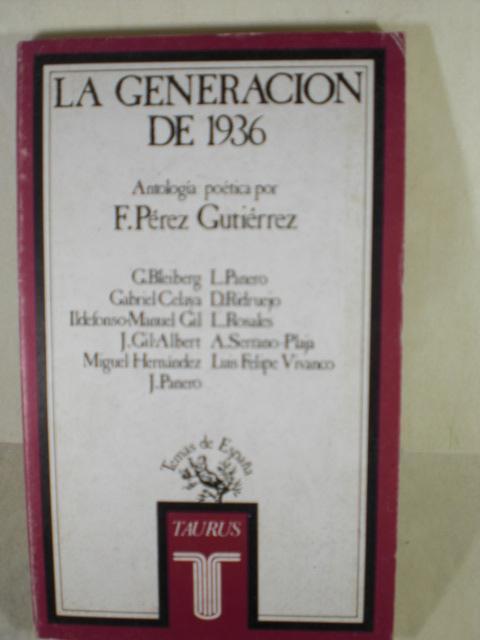 LA GENERACION
DE 1936
Antología poética por
F. Pérez Gutiérrez
G. Bleiberg
Gabriel Celaya
Ildefonso-Manuel Gil
J. Gil-Albert
Miguel Hernández
J. Panero
L. Panero
D. Ridruejo
L. Rosales
A. Serrano-Plaja
Luis Felipe Vivanco
Temas de España
TAURUS